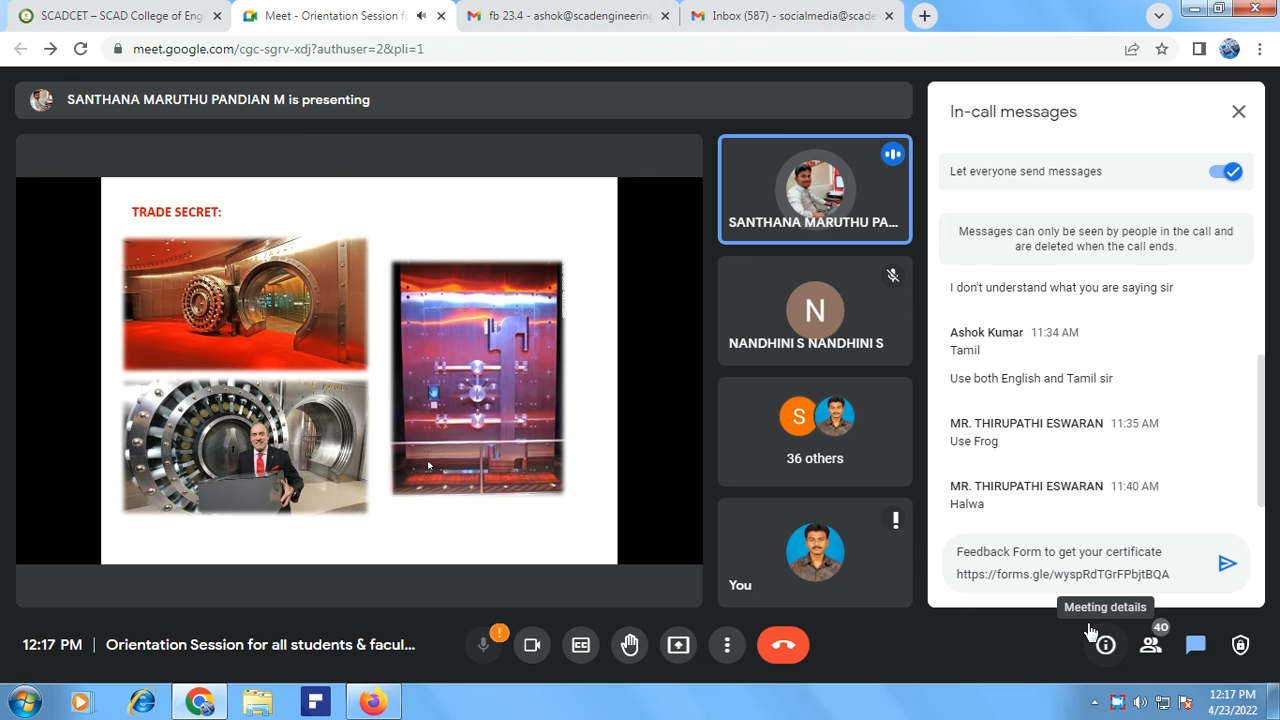 SCADCET – SCAD College of Eng
Meet - Orientation Session f
fb 23.4 - ashok@scadengineering
Inbox (587) - socialmedia@scade
meet.google.com/cgc-sgrv-xdj?authuser=2&pli=1
SANTHANA MARUTHU PANDIAN M is presenting
TRADE SECRET:
SANTHANA MARUTHU PA...
N
NANDHINI S NANDHINI S
S
36 others
You
In-call messages
Let everyone send messages
Messages can only be seen by people in the call and
are deleted when the call ends.
I don't understand what you are saying sir
Ashok Kumar 11:34 AM
Tamil
Use both English and Tamil sir
MR. THIRUPATHI ESWARAN 11:35 AM
Use Frog
MR. THIRUPATHI ESWARAN 11:40 AM
Halwa
Feedback Form to get your certificate
https://forms.gle/wyspRdTGrFPbjtBQA
Meeting details
12:17 PM | Orientation Session for all students & facul...
CC
40
12:17 PM
4/23/2022